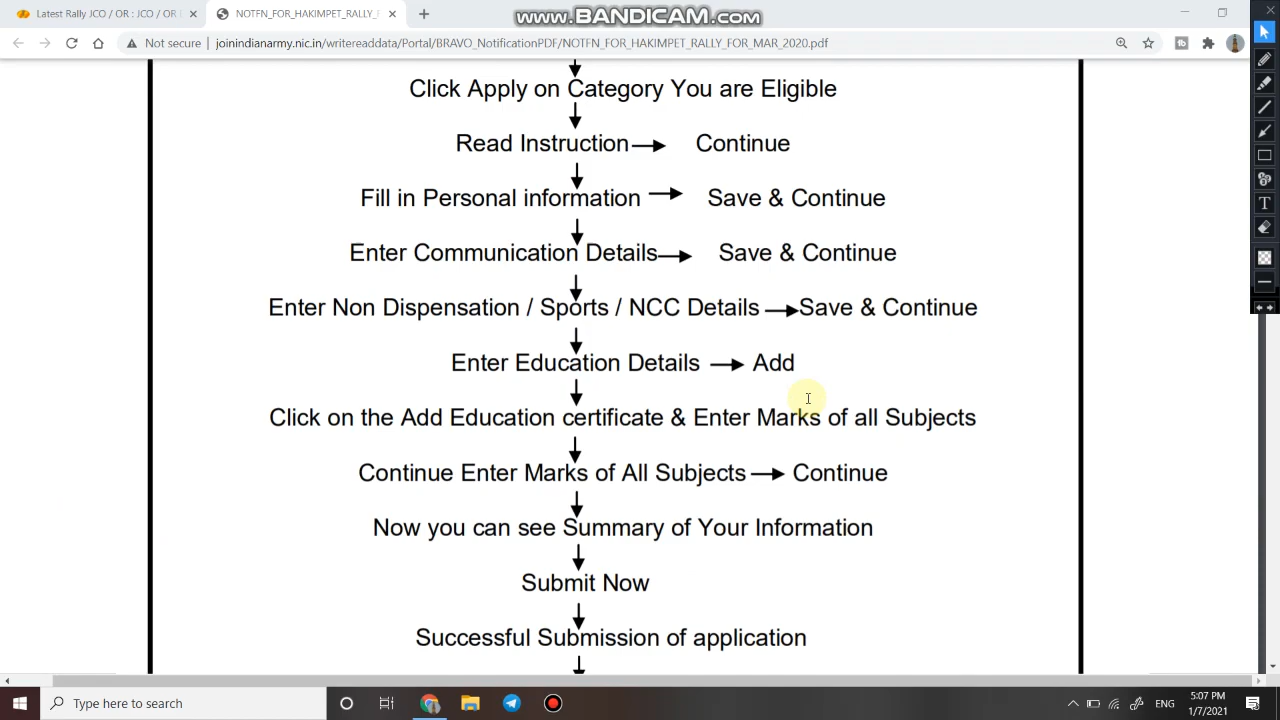 Latest Rally JCO / OR : JCO / OR
NOTFN_FOR_HAKIMPET_RALLY_F
WWW.BANDICAM.COM
Not secure | joinindianarmy.nic.in/writereaddata/Portal/BRAVO_NotificationPDF/NOTFN_FOR_HAKIMPET_RALLY_FOR_MAR_2020.pdf
Click Apply on Category You are Eligible
Read Instruction → Continue
Fill in Personal information → Save & Continue
Enter Communication Details → Save & Continue
Enter Non Dispensation / Sports / NCC Details → Save & Continue
Enter Education Details → Add
Click on the Add Education certificate & Enter Marks of all Subjects
Continue Enter Marks of All Subjects → Continue
Now you can see Summary of Your Information
Submit Now
Successful Submission of application
Type here to search
ENG
5:07 PM
1/7/2021